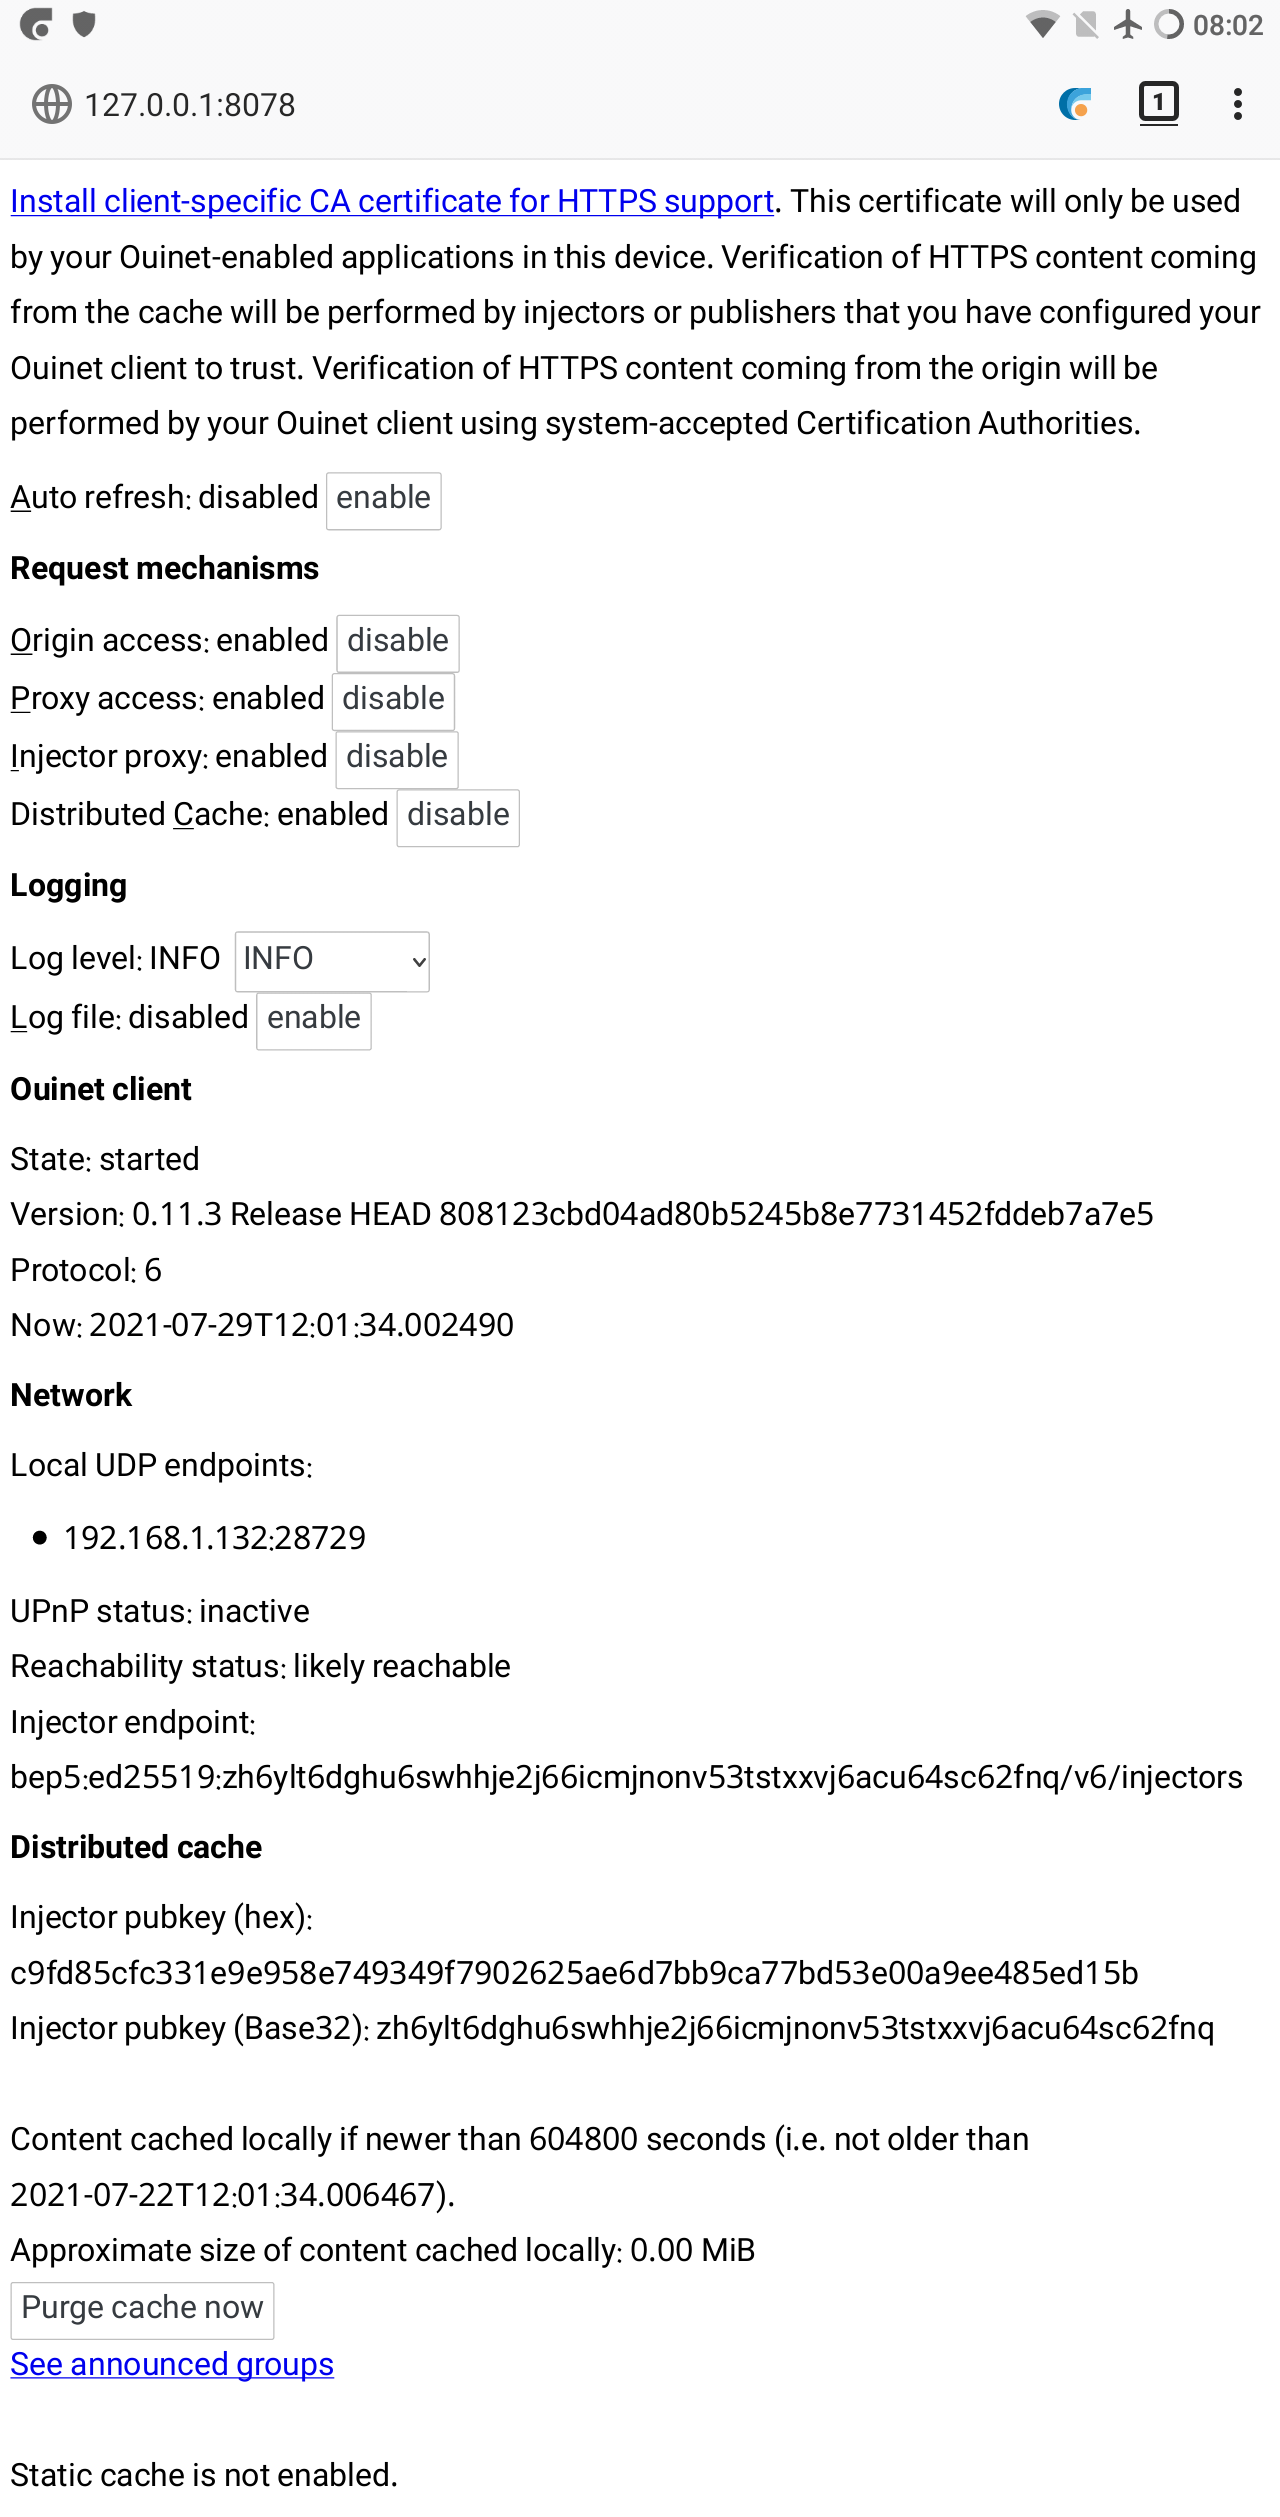 08:02
127.0.0.1:8078
1
Install client-specific CA certificate for HTTPS support. This certificate will only be used
by your Ouinet-enabled applications in this device. Verification of HTTPS content coming
from the cache will be performed by injectors or publishers that you have configured your
Ouinet client to trust. Verification of HTTPS content coming from the origin will be
performed by your Ouinet client using system-accepted Certification Authorities.
Auto refresh: disabled enable
Request mechanisms
Origin access: enabled disable
Proxy access: enabled disable
Injector proxy: enabled disable
Distributed Cache: enabled disable
Logging
Log level: INFO INFO
Log file: disabled enable
Ouinet client
State: started
Version: 0.11.3 Release HEAD 808123cbd04ad80b5245b8e7731452fddeb7a7e5
Protocol: 6
Now: 2021-07-29T12:01:34.002490
Network
Local UDP endpoints:
• 192.168.1.132:28729
UPnP status: inactive
Reachability status: likely reachable
Injector endpoint:
bep5:ed25519:zh6ylt6dghu6swhhje2j66icmjnonv53tstxxvj6acu64sc62fnq/v6/injectors
Distributed cache
Injector pubkey (hex):
c9fd85cfc331e9e958e749349f7902625ae6d7bb9ca77bd53e00a9ee485ed15b
Injector pubkey (Base32): zh6ylt6dghu6swhhje2j66icmjnonv53tstxxvj6acu64sc62fnq
Content cached locally if newer than 604800 seconds (i.e. not older than
2021-07-22T12:01:34.006467).
Approximate size of content cached locally: 0.00 MiB
Purge cache now
See announced groups
Static cache is not enabled.